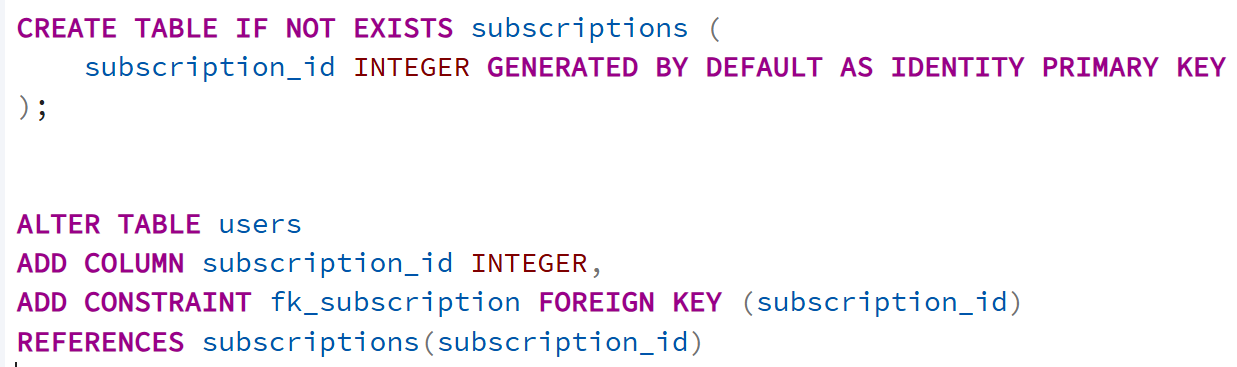 CREATE TABLE IF NOT EXISTS subscriptions (
    subscription_id INTEGER GENERATED BY DEFAULT AS IDENTITY PRIMARY KEY
);
ALTER TABLE users
ADD COLUMN subscription_id INTEGER,
ADD CONSTRAINT fk_subscription FOREIGN KEY (subscription_id)
REFERENCES subscriptions(subscription_id)